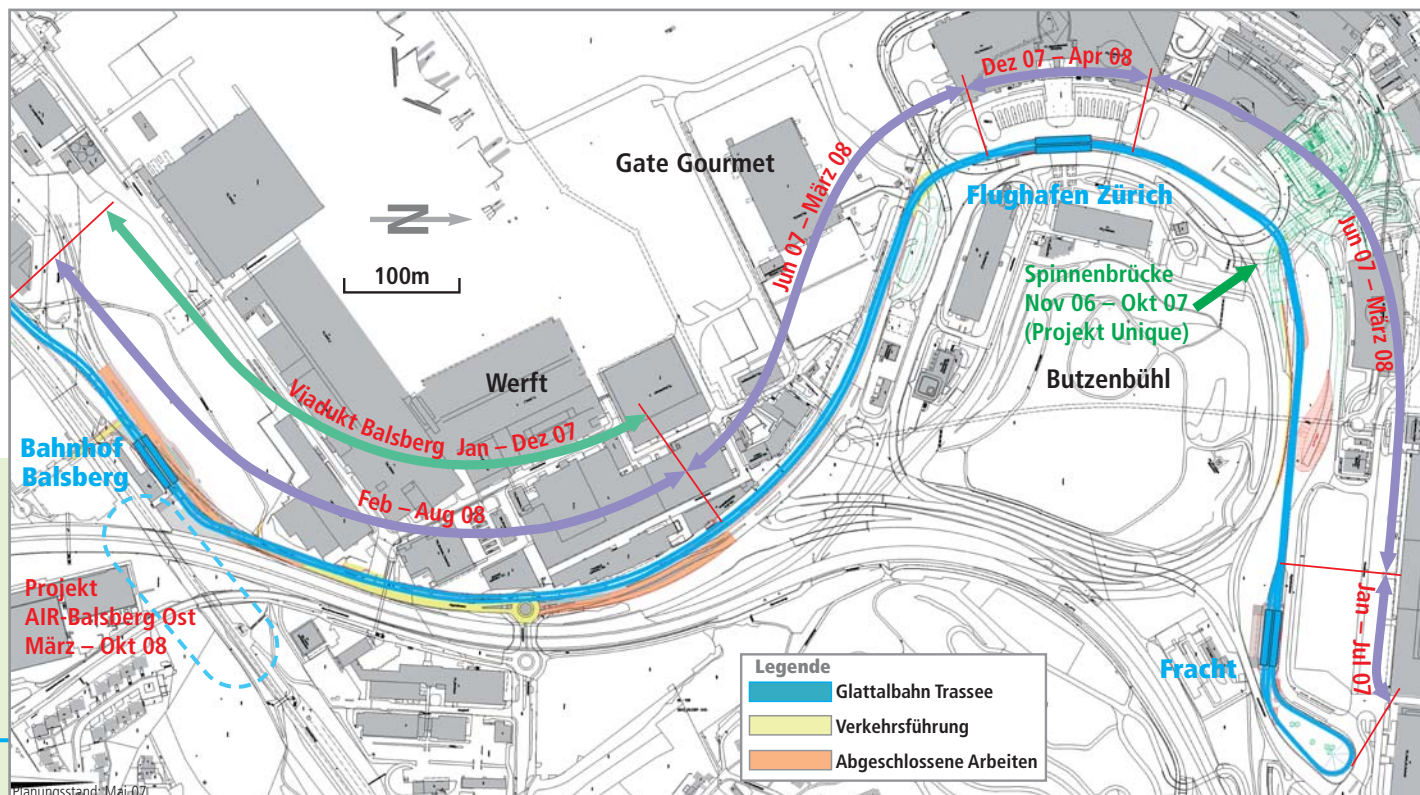 Dez 07 – Apr 08
Gate Gourmet
Jun 07 – März 08
Flughafen Zürich
Jun 07 – März 08
N
100m
Spinnenbrücke
Nov 06 – Okt 07
(Projekt Unique)
Butzenbühl
Werft
Viadukt Balsberg Jan – Dez 07
Bahnhof
Balsberg
Feb – Aug 08
Projekt
AIR-Balsberg Ost
März – Okt 08
Jan – Jul 07
Fracht
Legende
Glattalbahn Trassee
Verkehrsführung
Abgeschlossene Arbeiten
Planungsstand: Mai 07